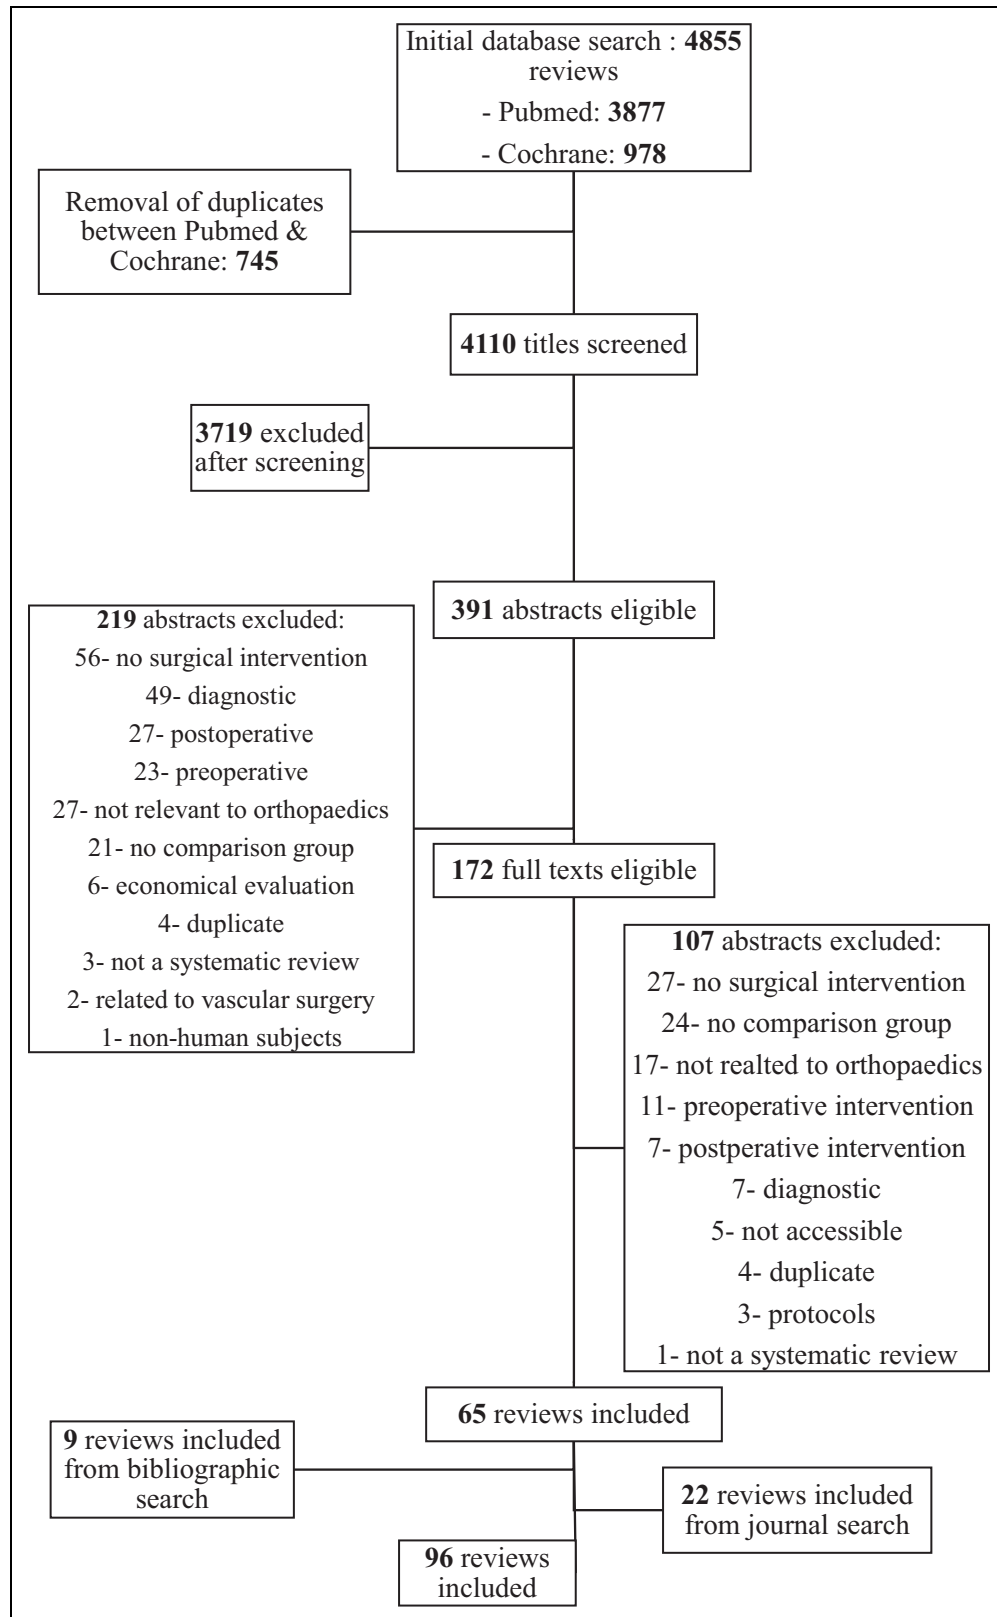 Initial database search : 4855
reviews
- Pubmed: 3877
- Cochrane: 978
Removal of duplicates
between Pubmed &
Cochrane: 745
4110 titles screened
3719 excluded
after screening
391 abstracts eligible
219 abstracts excluded:
56- no surgical intervention
49- diagnostic
27- postoperative
23- preoperative
27- not relevant to orthopaedics
21- no comparison group
6- economical evaluation
4- duplicate
3- not a systematic review
2- related to vascular surgery
1- non-human subjects
172 full texts eligible
107 abstracts excluded:
27- no surgical intervention
24- no comparison group
17- not realted to orthopaedics
11- preoperative intervention
7- postperative intervention
7- diagnostic
5- not accessible
4- duplicate
3- protocols
1- not a systematic review
65 reviews included
9 reviews included
from bibliographic
search
22 reviews included
from journal search
96 reviews
included